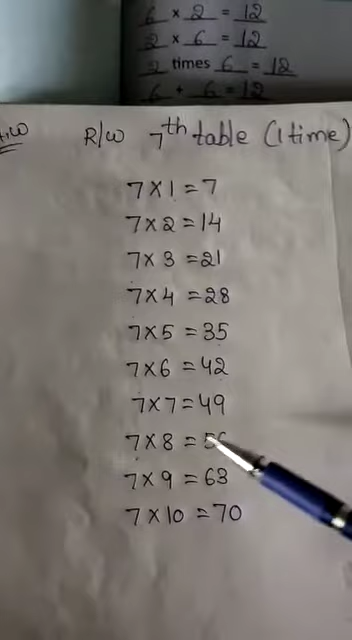 6 × 2 = 12
2 × 6 = 12
2 times 6 = 12
6 + 6 = 12
H.W R/W 7th table (1 time)
7×1=7
7×2=14
7×3=21
7×4=28
7×5=35
7×6=42
7×7=49
7×8=56
7×9=63
7×10=70